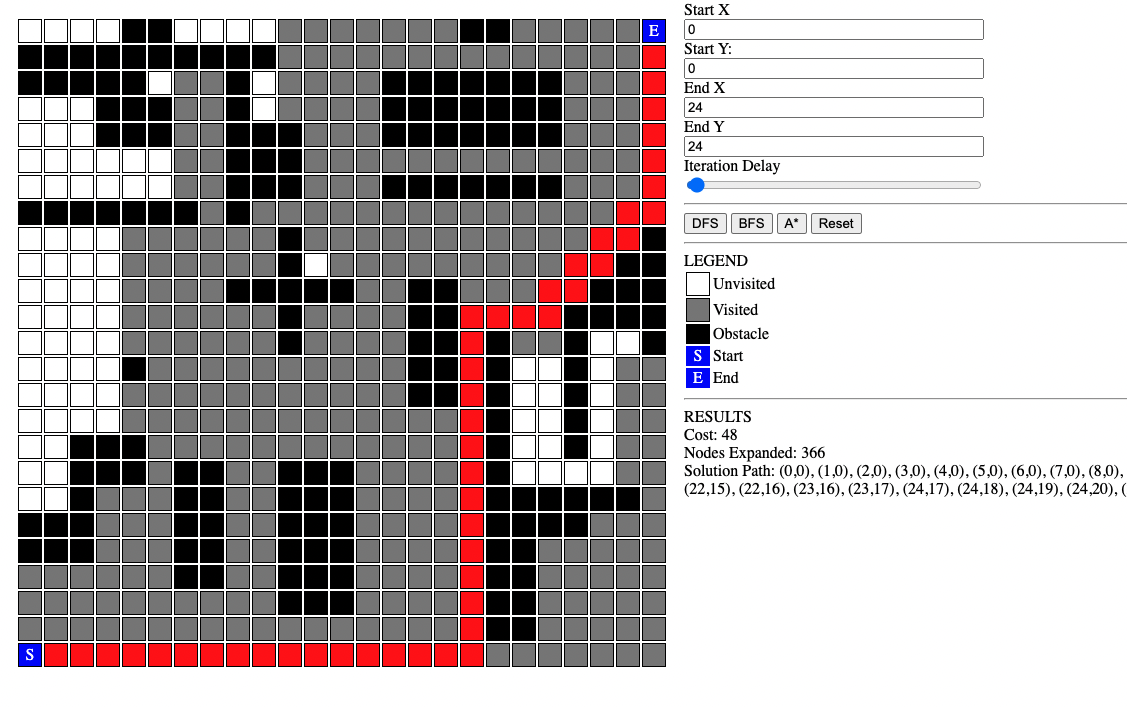 E
S
Start X
0
Start Y:
0
End X
24
End Y
24
Iteration Delay
DFS BFS A* Reset
LEGEND
Unvisited
Visited
Obstacle
S Start
E End
RESULTS
Cost: 48
Nodes Expanded: 366
Solution Path: (0,0), (1,0), (2,0), (3,0), (4,0), (5,0), (6,0), (7,0), (8,0),
(22,15), (22,16), (23,16), (23,17), (24,17), (24,18), (24,19), (24,20), (